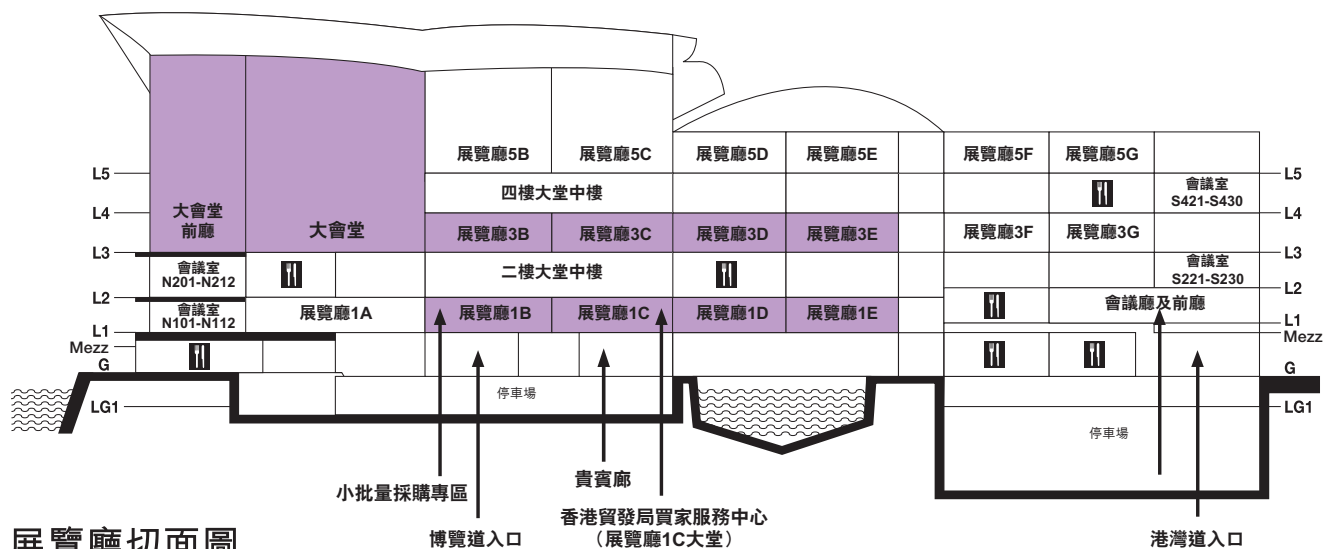 展覽廳5B
展覽廳5C
展覽廳5D
展覽廳5E
展覽廳5F
展覽廳5G
L5
L5
四樓大堂中樓
會議室
S421-S430
L4
L4
大會堂
前廳
大會堂
展覽廳3B
展覽廳3C
展覽廳3D
展覽廳3E
展覽廳3F
展覽廳3G
L3
L3
會議室
N201-N212
二樓大堂中樓
會議室
S221-S230
L2
L2
會議室
N101-N112
展覽廳1A
展覽廳1B
展覽廳1C
展覽廳1D
展覽廳1E
會議廳及前廳
L1
L1
Mezz
Mezz
G
G
停車場
LG1
LG1
停車場
小批量採購專區
貴賓廊
博覽道入口
香港貿發局買家服務中心
（展覽廳1C大堂）
港灣道入口
展覽廳切面圖